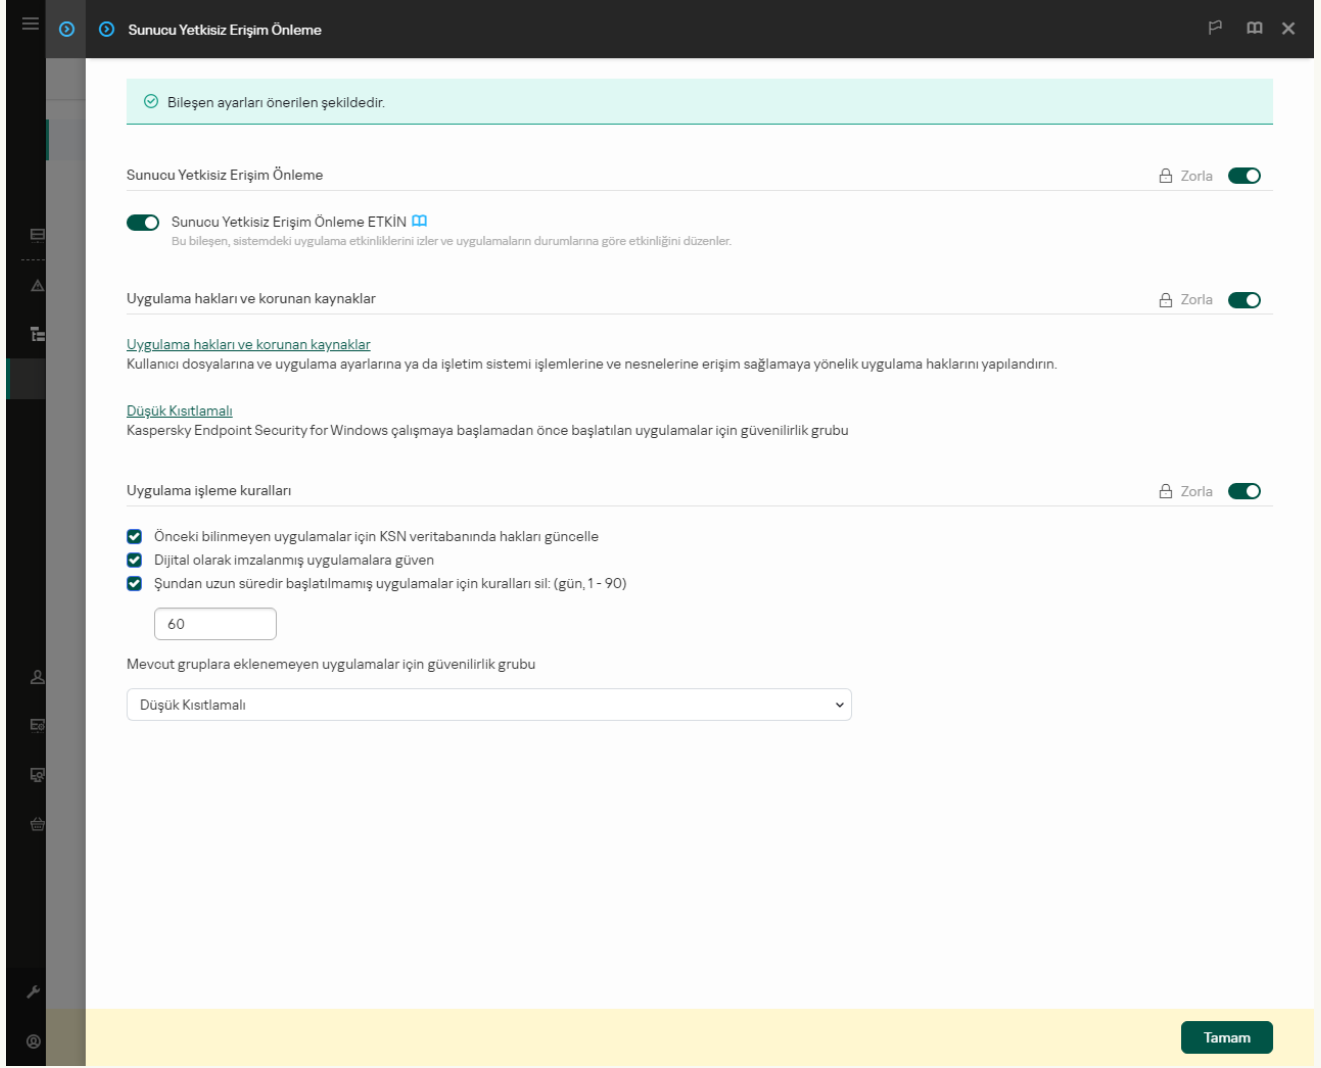 Sunucu Yetkisiz Erişim Önleme
Bileşen ayarları önerilen şekildedir.
Sunucu Yetkisiz Erişim Önleme
Zorla
Sunucu Yetkisiz Erişim Önleme ETKİN
Bu bileşen, sistemdeki uygulama etkinliklerini izler ve uygulamaların durumlarına göre etkinliğini düzenler.
Uygulama hakları ve korunan kaynaklar
Zorla
Uygulama hakları ve korunan kaynaklar
Kullanıcı dosyalarına ve uygulama ayarlarına ya da işletim sistemi işlemlerine ve nesnelerine erişim sağlamaya yönelik uygulama haklarını yapılandırın.
Düşük Kısıtlamalı
Kaspersky Endpoint Security for Windows çalışmaya başlamadan önce başlatılan uygulamalar için güvenilirlik grubu
Uygulama işleme kuralları
Zorla
Önceki bilinmeyen uygulamalar için KSN veritabanında hakları güncelle
Dijital olarak imzalanmış uygulamalara güven
Şundan uzun süredir başlatılmamış uygulamalar için kuralları sil: (gün, 1 - 90)
60
Mevcut gruplara eklenemeyen uygulamalar için güvenilirlik grubu
Düşük Kısıtlamalı
Tamam